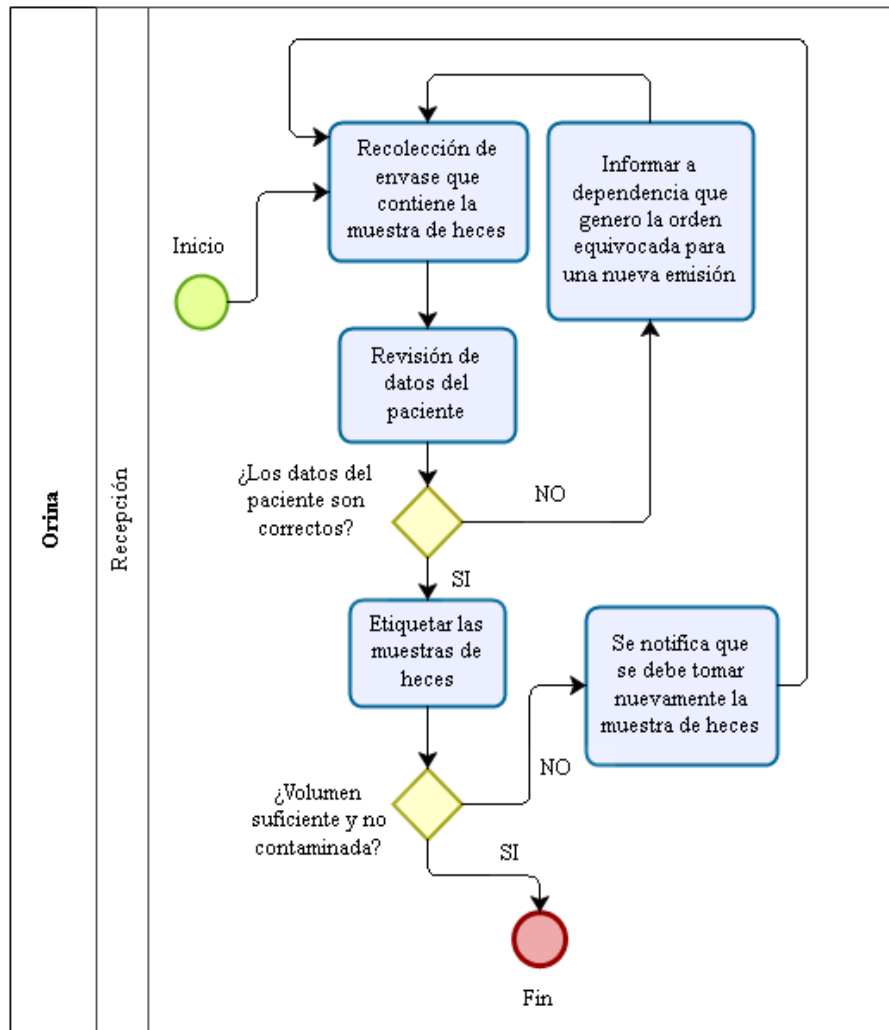 Orina
Recepción
Inicio
Recolección de
envase que
contiene la
muestra de heces
Informar a
dependencia que
genero la orden
equivocada para
una nueva emisión
Revisión de
datos del
paciente
¿Los datos del
paciente son
correctos?
NO
SI
Etiquetar las
muestras de
heces
Se notifica que
se debe tomar
nuevamente la
muestra de heces
¿Volumen
suficiente y no
contaminada?
NO
SI
Fin